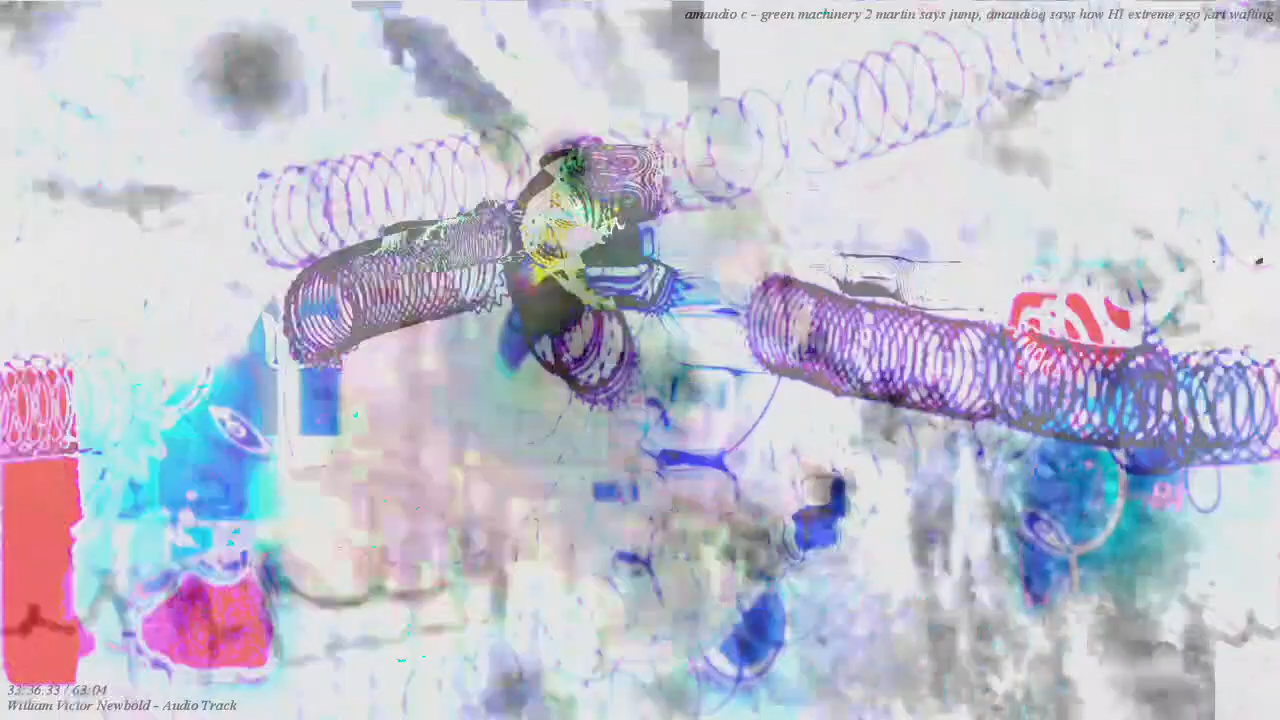 amandio c - green machinery 2 martin says jump, amandioq says how HI extreme ego fart wafting
33:36.33 / 63:04
William Victor Newbold - Audio Track